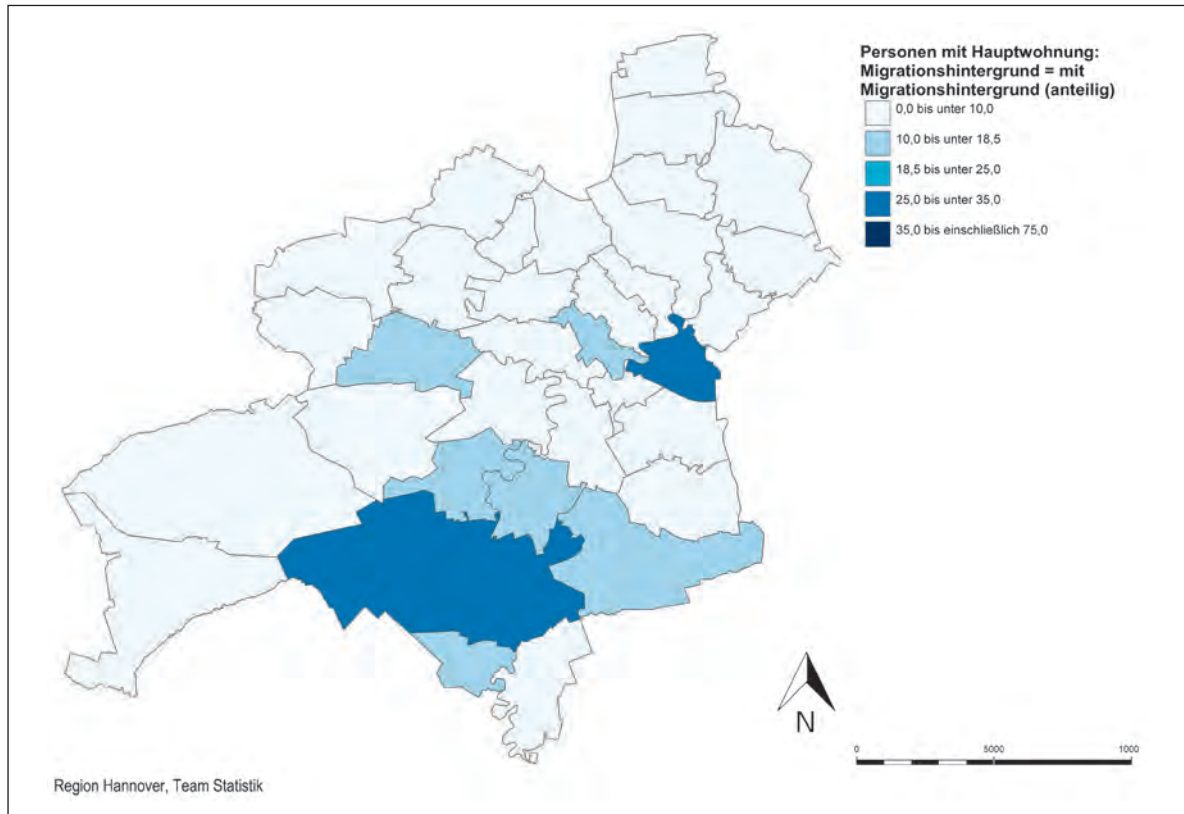 Personen mit Hauptwohnung:
Migrationshintergrund = mit
Migrationshintergrund (anteilig)
0,0 bis unter 10,0
10,0 bis unter 18,5
18,5 bis unter 25,0
25,0 bis unter 35,0
35,0 bis einschließlich 75,0
N
0 5000 1000
Region Hannover, Team Statistik